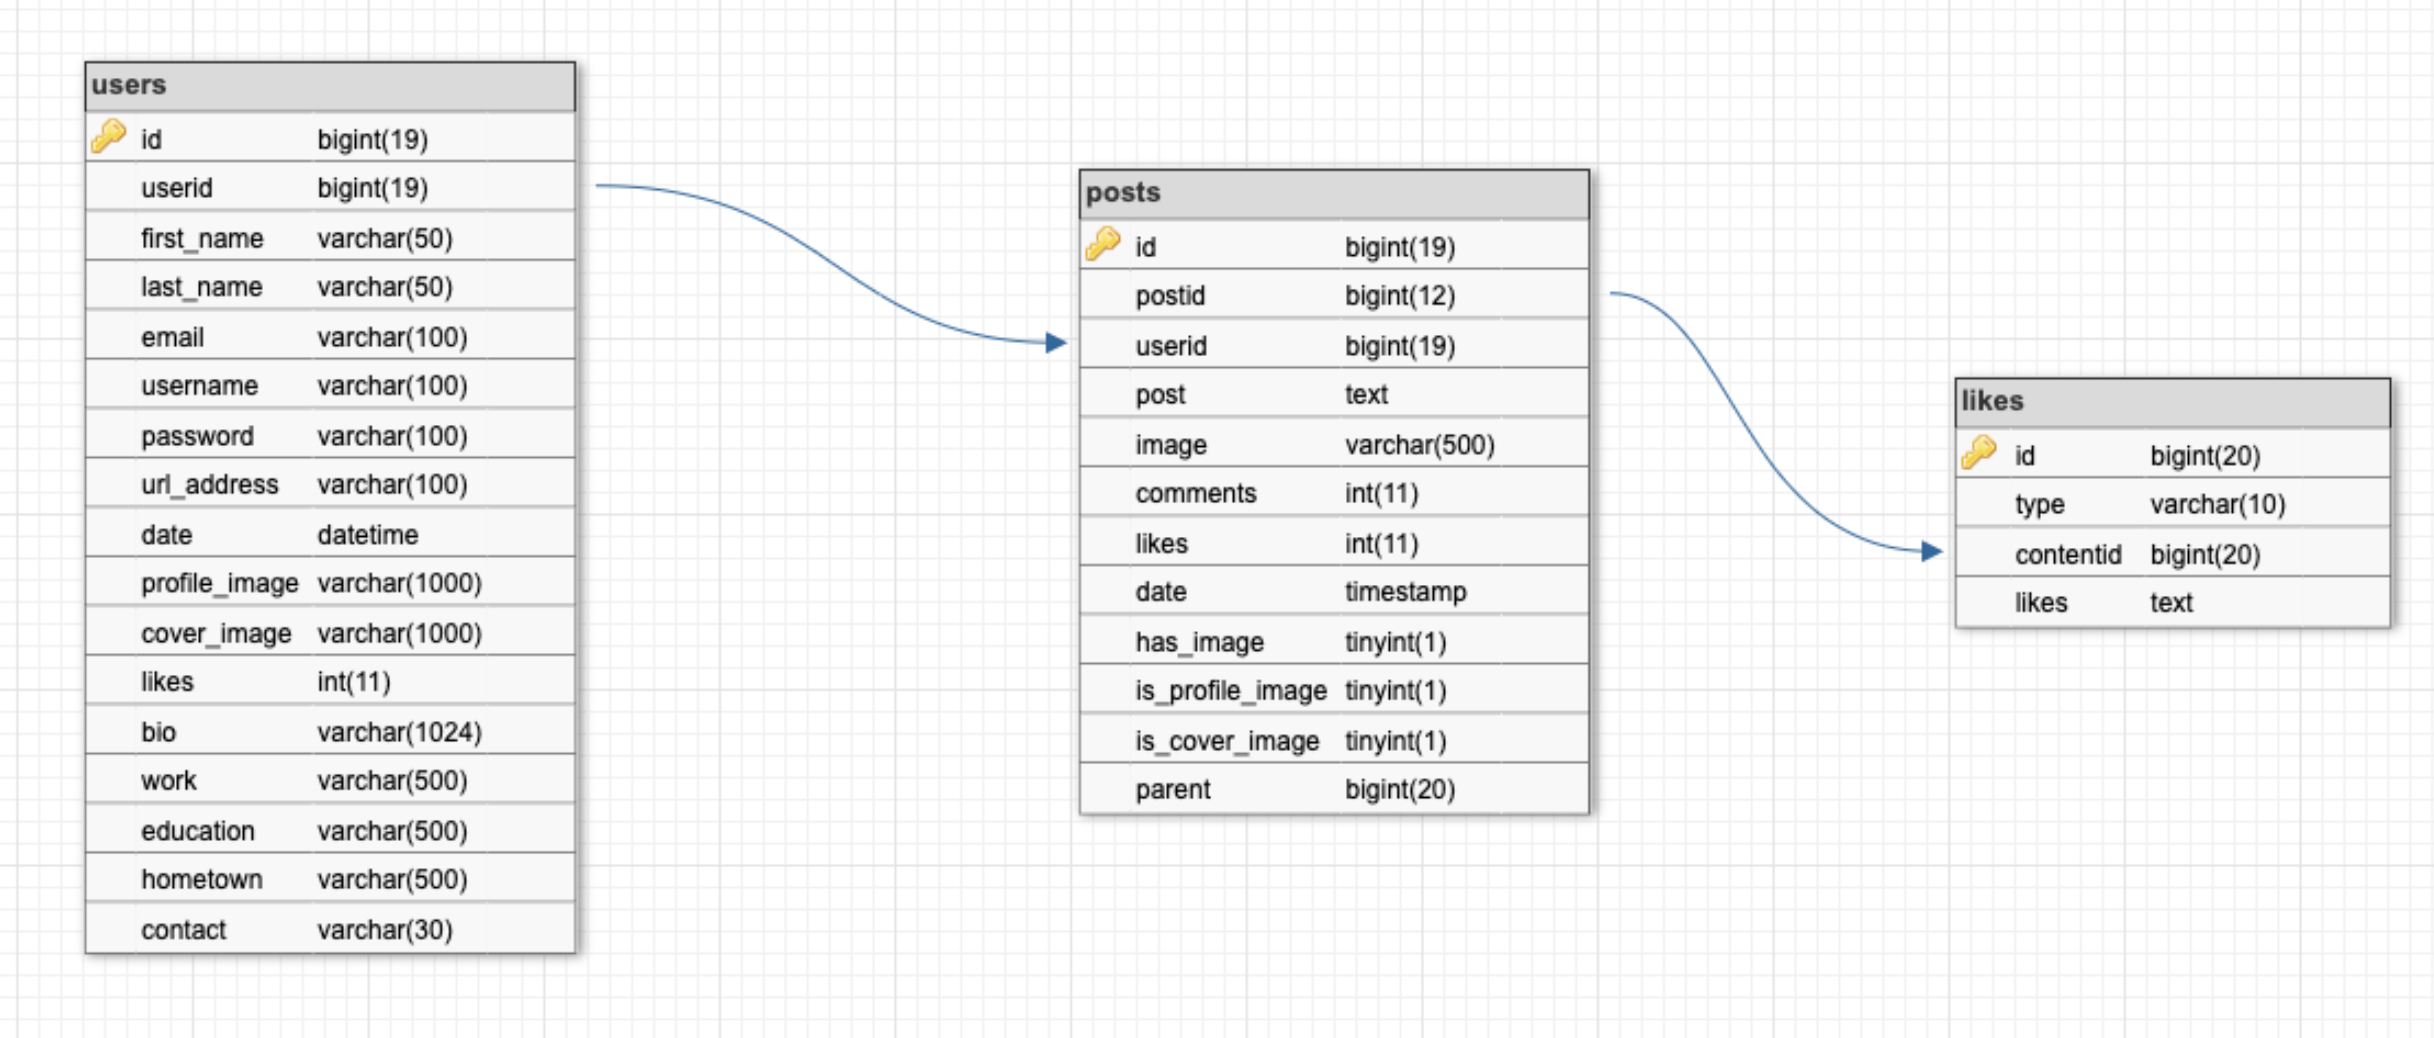 users
id bigint(19)
userid bigint(19)
first_name varchar(50)
last_name varchar(50)
email varchar(100)
username varchar(100)
password varchar(100)
url_address varchar(100)
date datetime
profile_image varchar(1000)
cover_image varchar(1000)
likes int(11)
bio varchar(1024)
work varchar(500)
education varchar(500)
hometown varchar(500)
contact varchar(30)
posts
id bigint(19)
postid bigint(12)
userid bigint(19)
post text
image varchar(500)
comments int(11)
likes int(11)
date timestamp
has_image tinyint(1)
is_profile_image tinyint(1)
is_cover_image tinyint(1)
parent bigint(20)
likes
id bigint(20)
type varchar(10)
contentid bigint(20)
likes text